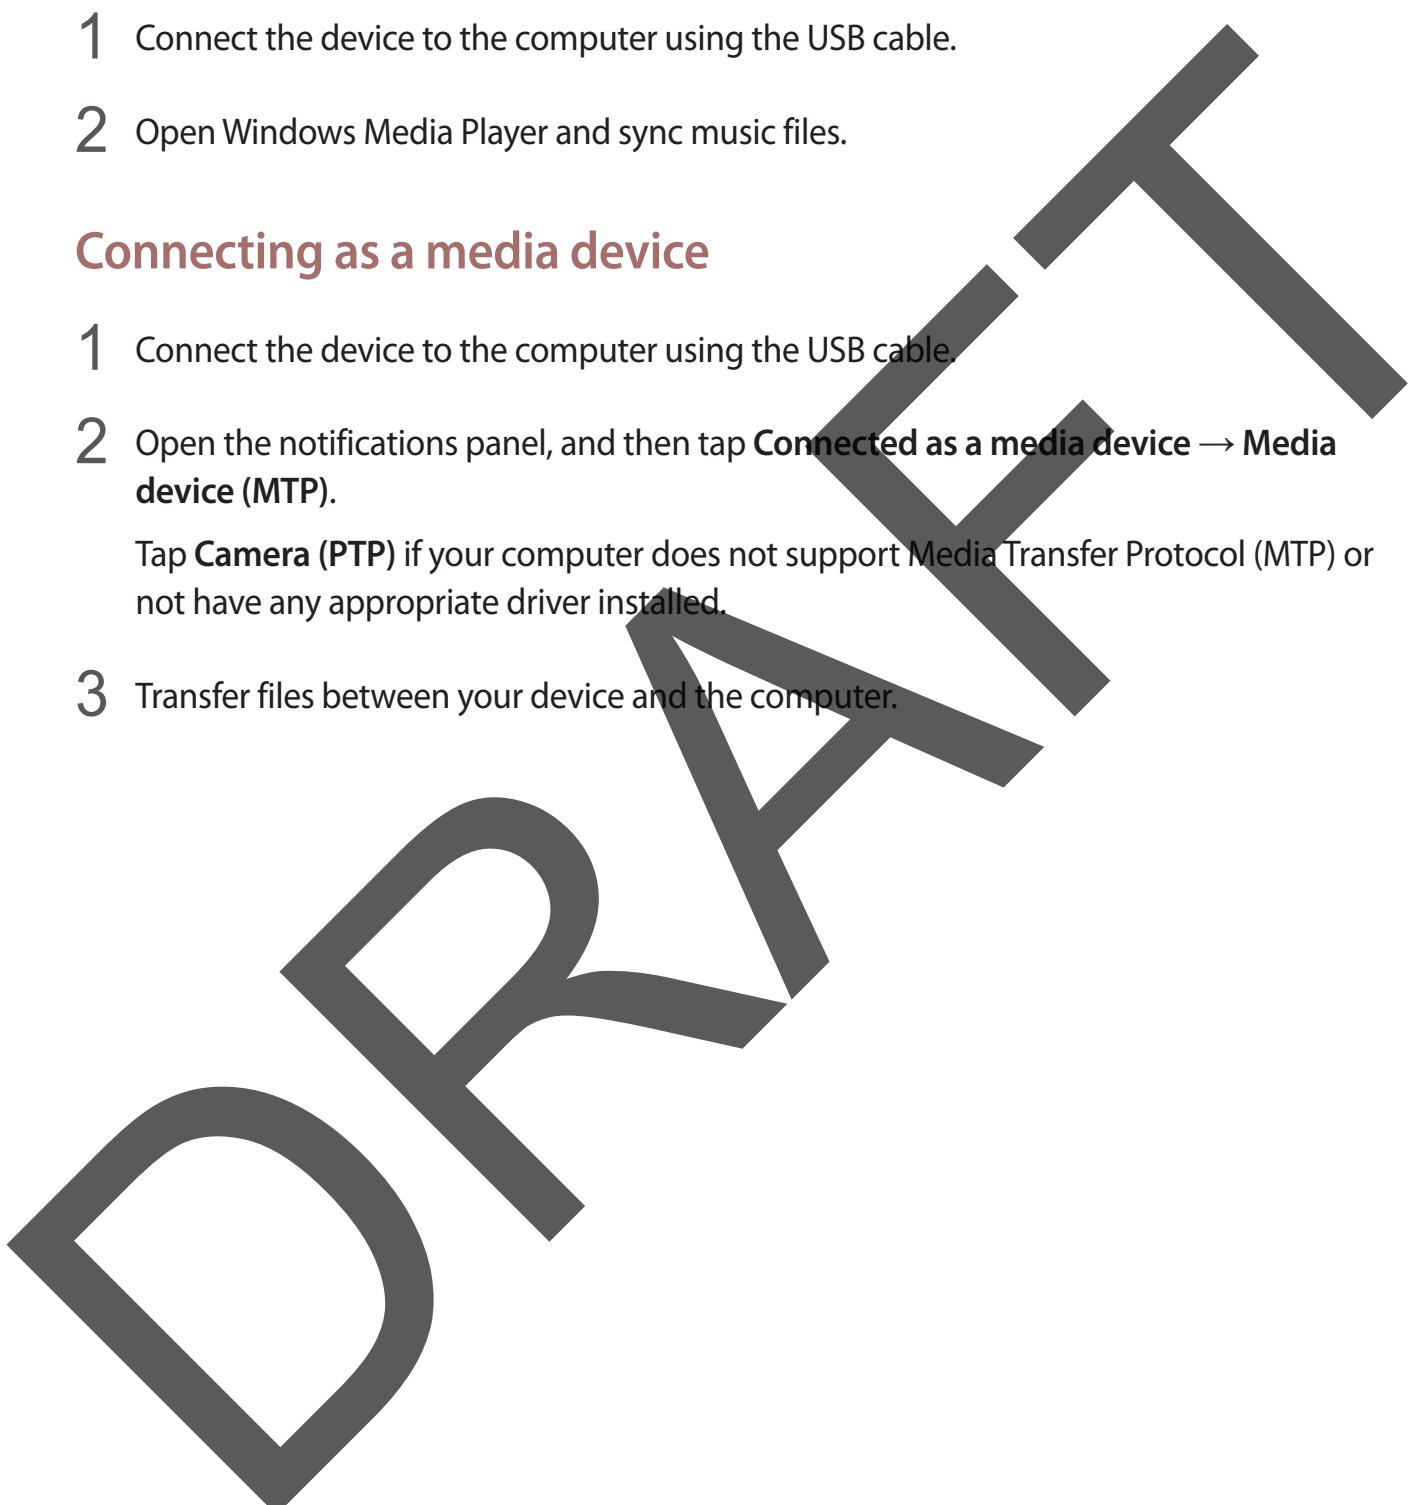 1 Connect the device to the computer using the USB cable.
2 Open Windows Media Player and sync music files.
Connecting as a media device
1 Connect the device to the computer using the USB cable.
2 Open the notifications panel, and then tap Connected as a media device → Media
device (MTP).
Tap Camera (PTP) if your computer does not support Media Transfer Protocol (MTP) or
not have any appropriate driver installed.
3 Transfer files between your device and the computer.
DRAFT